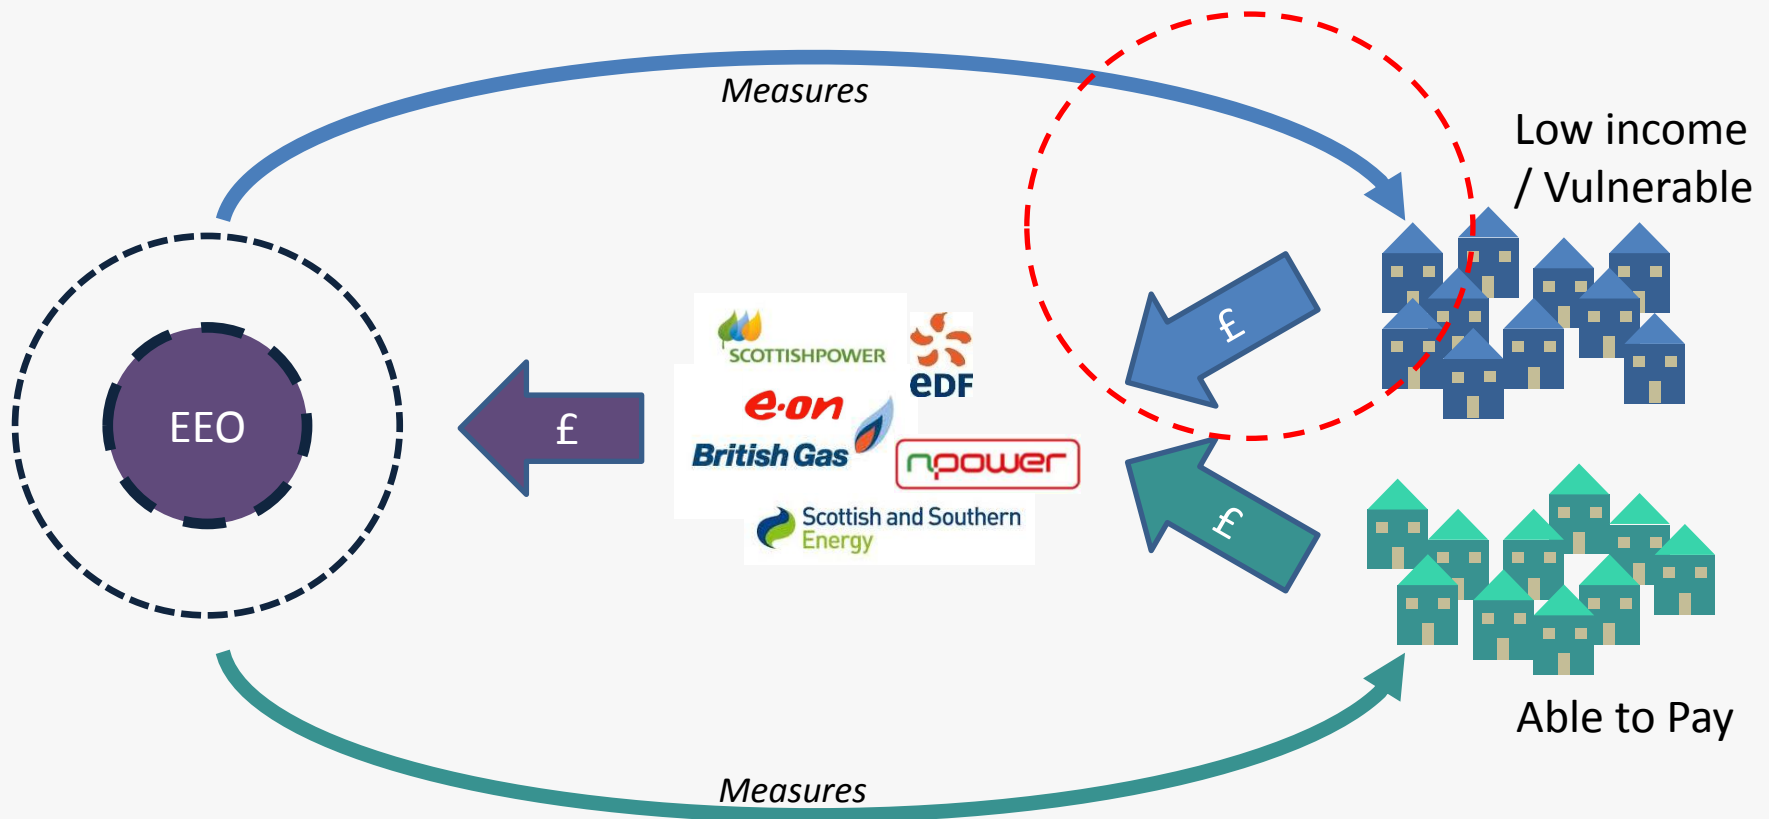 Measures
Low income
/ Vulnerable
£
SCOTTISHPOWER
eDF
e·on
EEO
£
British Gas
npower
Scottish and Southern
Energy
£
Able to Pay
Measures